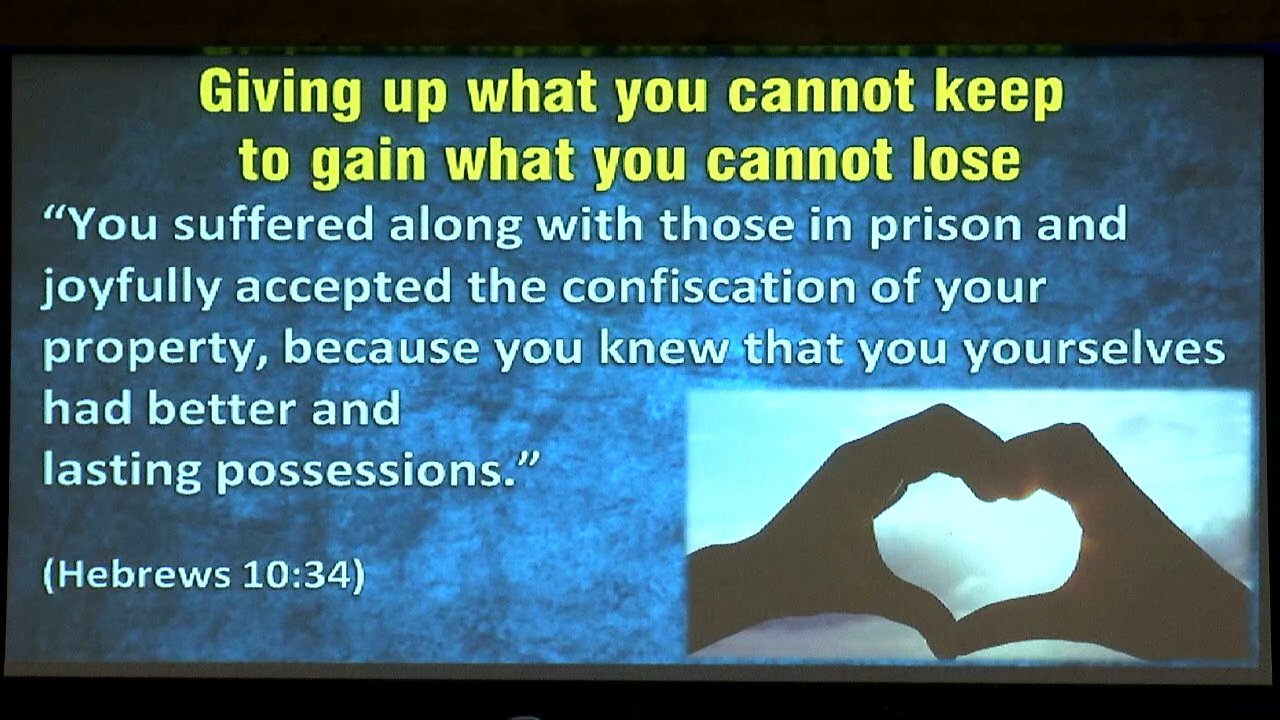 Giving up what you cannot keep
to gain what you cannot lose
“You suffered along with those in prison and
joyfully accepted the confiscation of your
property, because you knew that you yourselves
had better and
lasting possessions.”
(Hebrews 10:34)